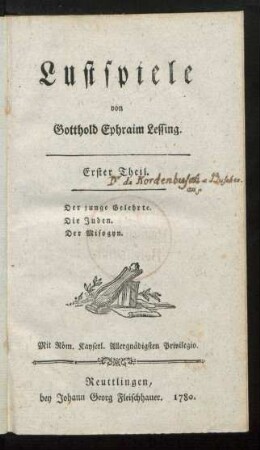 Lustspiele
von
Gotthold Ephraim Lessing.
Erster Theil.
Der junge Gelehrte.
Die Juden.
Der Misogyn.
Mit Röm. Kayserl. Allergnädigsten Privilegio.
Reuttlingen,
bey Johann Georg Fleischhauer. 1780.